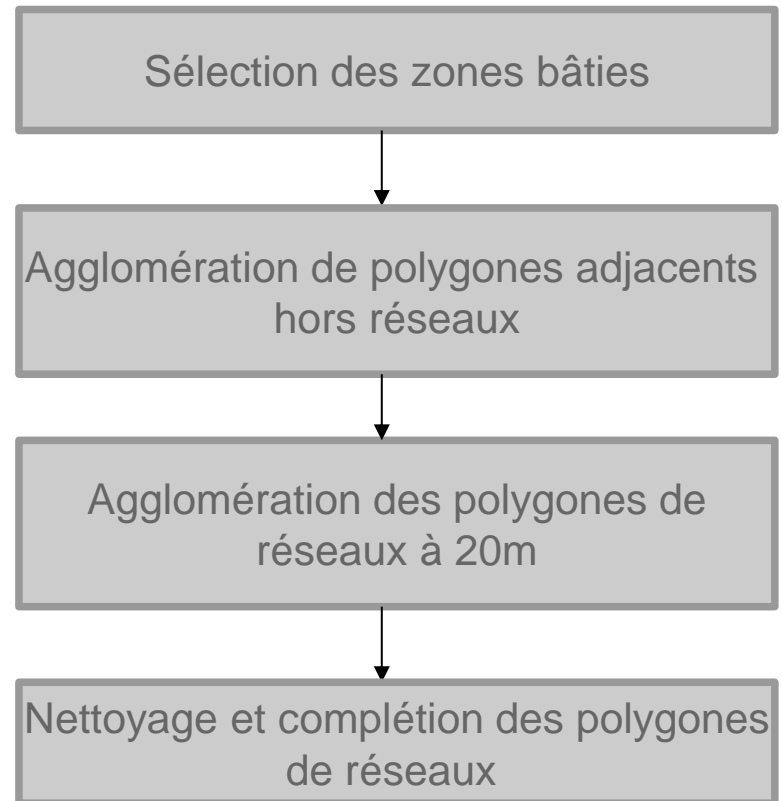 Sélection des zones bâties
Agglomération de polygones adjacents
hors réseaux
Agglomération des polygones de
réseaux à 20m
Nettoyage et complétion des polygones
de réseaux